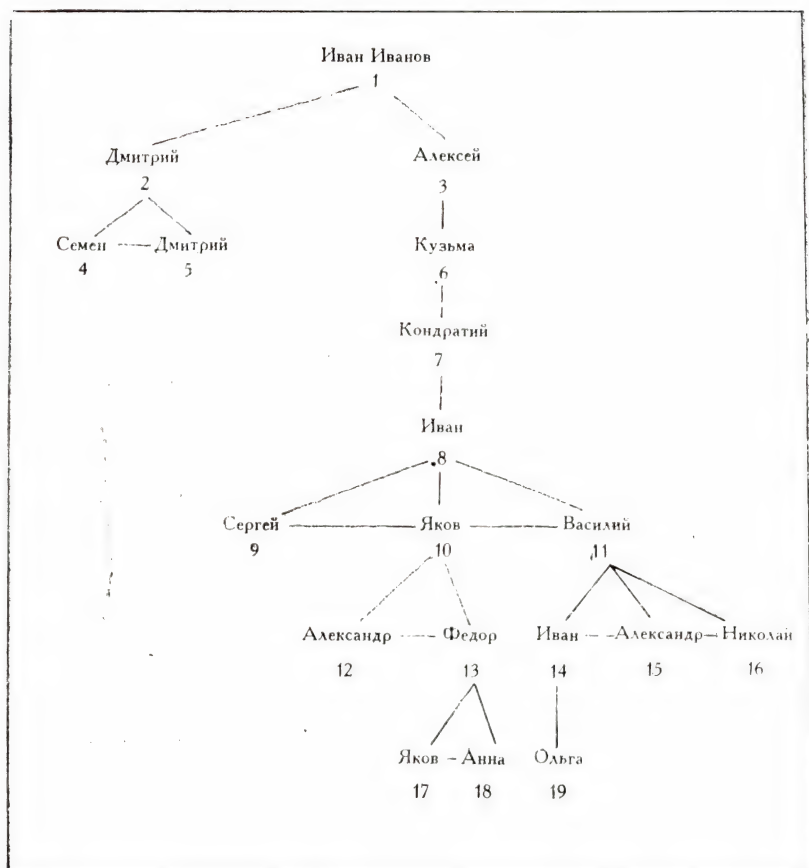 Иван Иванов
1
Дмитрий Алексей
2 3
Семен Дмитрий Кузьма
4 5 6
Кондратий
7
Иван
8
Сергей Яков Василий
9 10 11
Александр Федор Иван Александр Николай
12 13 14 15 16
Яков Анна Ольга
17 18 19